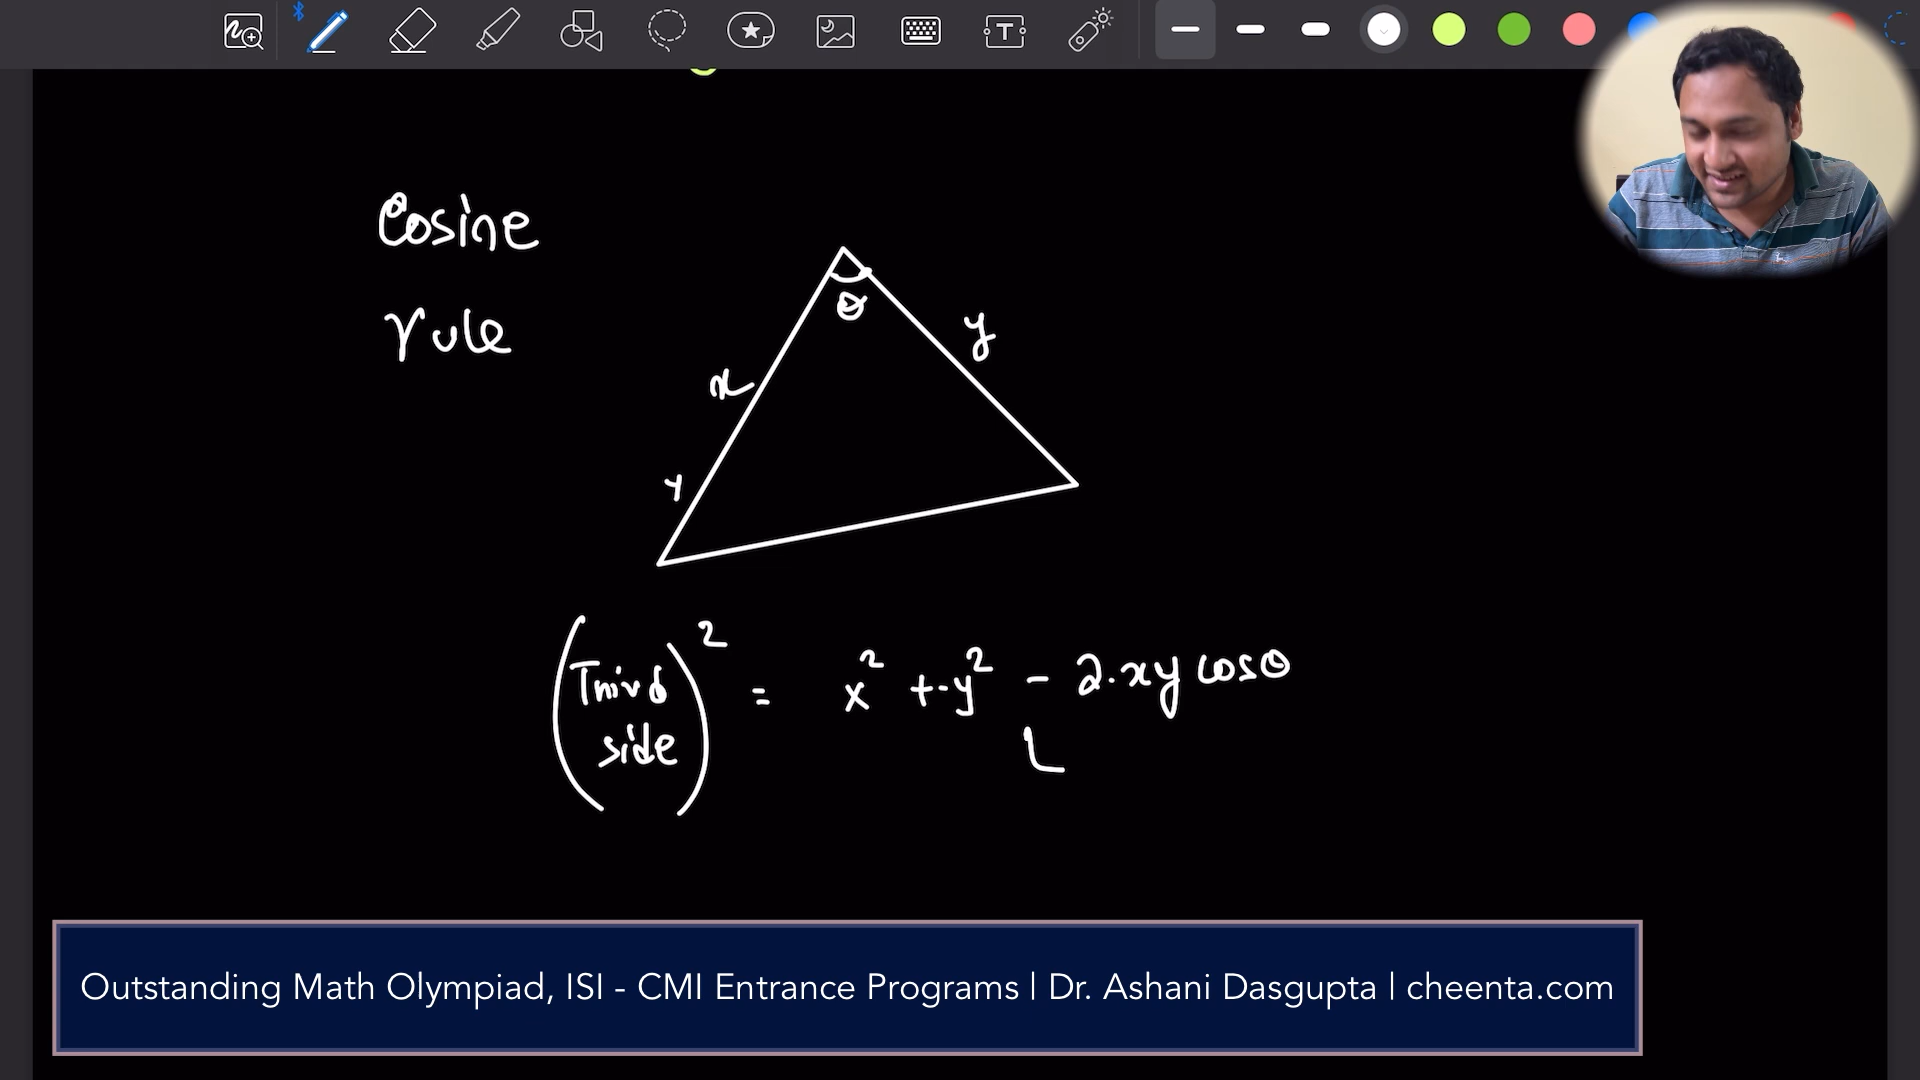 Cosine
rule
θ
x
y
(Third side)² = x² + y² - 2.xy cosθ
Outstanding Math Olympiad, ISI - CMI Entrance Programs | Dr. Ashani Dasgupta | cheenta.com